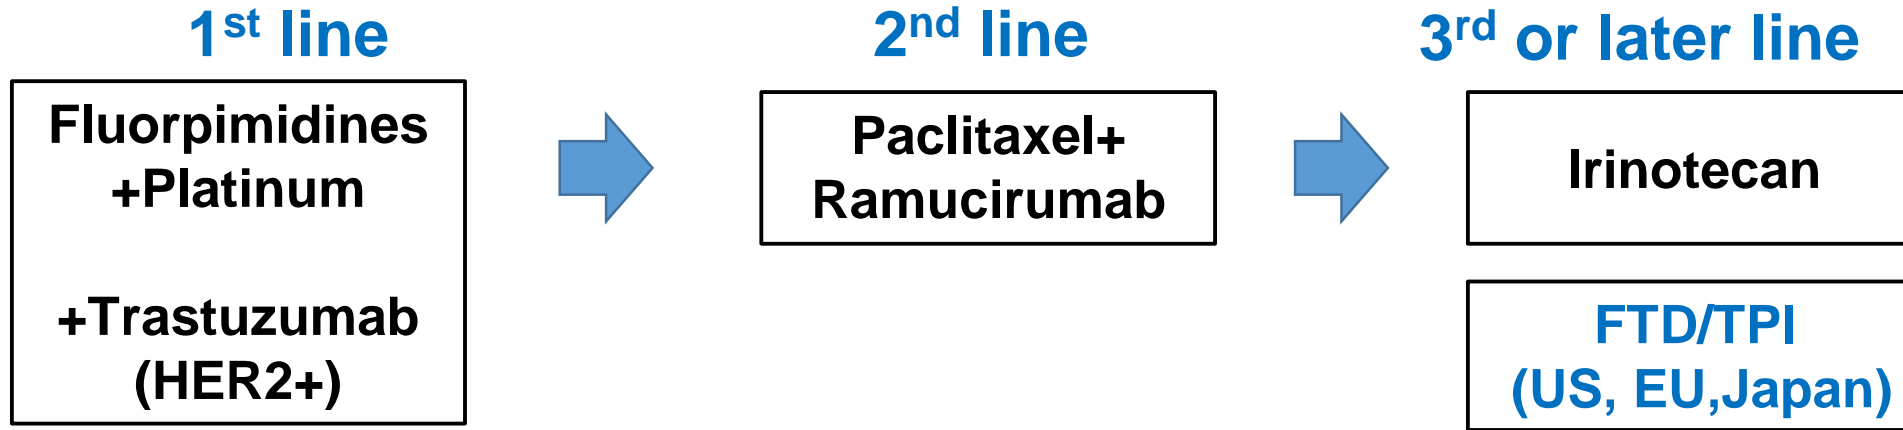 1st line
Fluorpimidines
+Platinum
+Trastuzumab
(HER2+)
2nd line
Paclitaxel+
Ramucirumab
3rd or later line
Irinotecan
FTD/TPI
(US, EU,Japan)